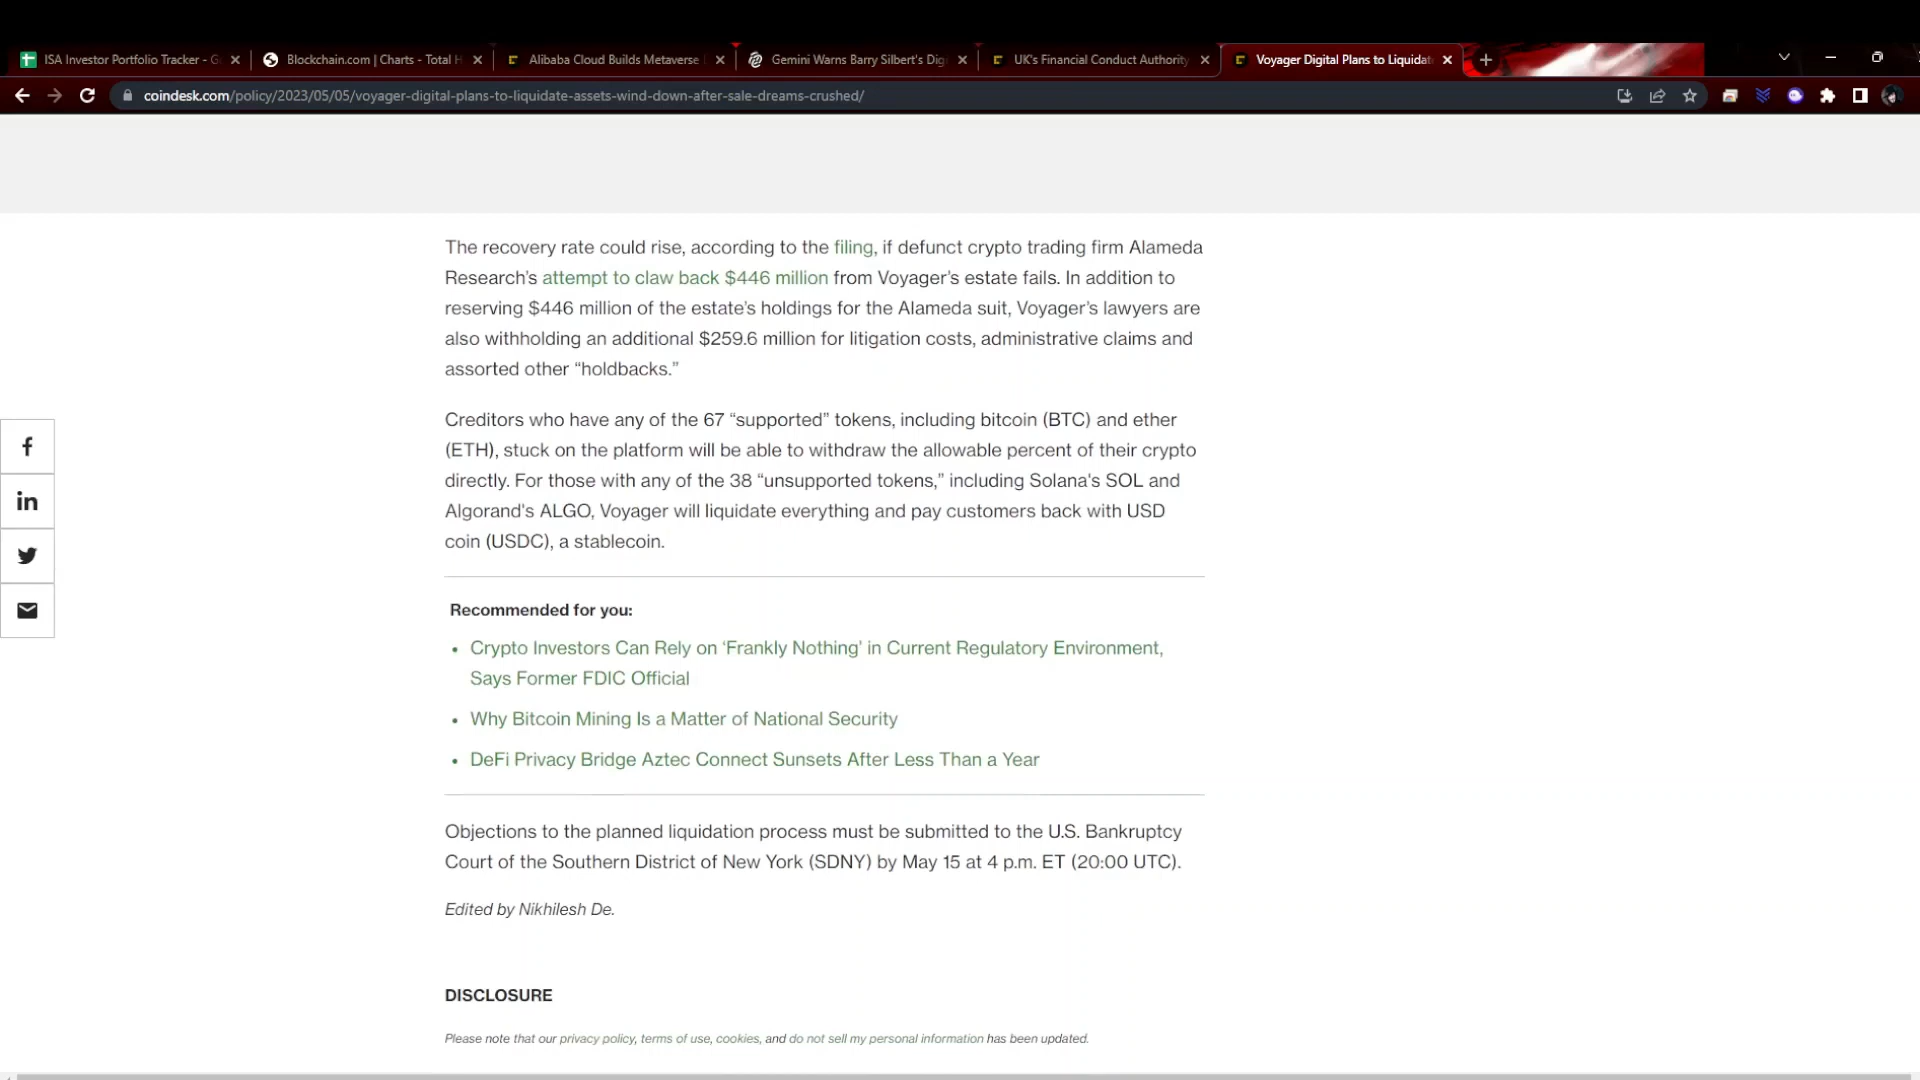 ISA Investor Portfolio Tracker - G
Blockchain.com | Charts - Total H
Alibaba Cloud Builds Metaverse
Gemini Warns Barry Silbert's Dig
UK's Financial Conduct Authority
Voyager Digital Plans to Liquidat
coindesk.com/policy/2023/05/05/voyager-digital-plans-to-liquidate-assets-wind-down-after-sale-dreams-crushed/
The recovery rate could rise, according to the filing, if defunct crypto trading firm Alameda
Research’s attempt to claw back $446 million from Voyager’s estate fails. In addition to
reserving $446 million of the estate’s holdings for the Alameda suit, Voyager’s lawyers are
also withholding an additional $259.6 million for litigation costs, administrative claims and
assorted other “holdbacks.”
Creditors who have any of the 67 “supported” tokens, including bitcoin (BTC) and ether
(ETH), stuck on the platform will be able to withdraw the allowable percent of their crypto
directly. For those with any of the 38 “unsupported tokens,” including Solana's SOL and
Algorand's ALGO, Voyager will liquidate everything and pay customers back with USD
coin (USDC), a stablecoin.
Recommended for you:
Crypto Investors Can Rely on ‘Frankly Nothing’ in Current Regulatory Environment,
Says Former FDIC Official
Why Bitcoin Mining Is a Matter of National Security
DeFi Privacy Bridge Aztec Connect Sunsets After Less Than a Year
Objections to the planned liquidation process must be submitted to the U.S. Bankruptcy
Court of the Southern District of New York (SDNY) by May 15 at 4 p.m. ET (20:00 UTC).
Edited by Nikhilesh De.
DISCLOSURE
Please note that our privacy policy, terms of use, cookies, and do not sell my personal information has been updated.